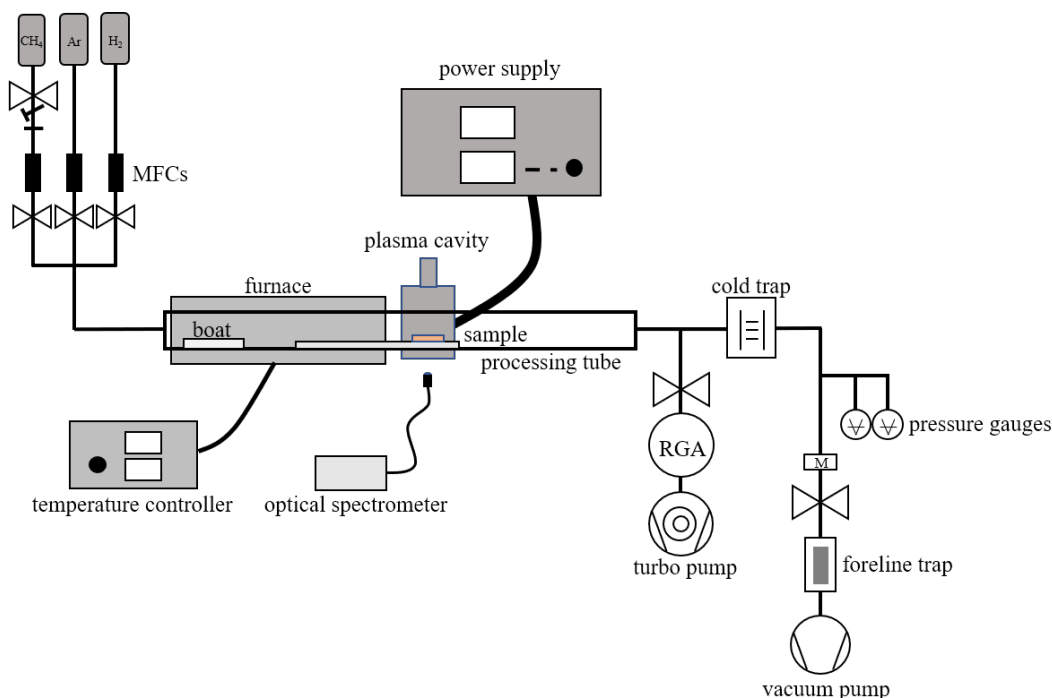 CH₄
Ar
H₂
MFCs
power supply
plasma cavity
furnace
boat
sample
processing tube
cold trap
pressure gauges
RGA
M
temperature controller
optical spectrometer
turbo pump
foreline trap
vacuum pump